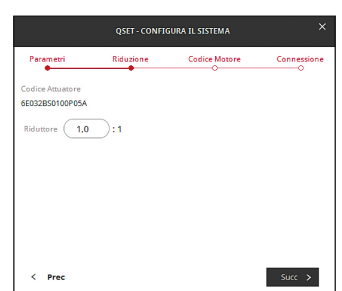 QSET - CONFIGURA IL SISTEMA
Parametri Riduzione Codice Motore Connessione
Codice Attuatore
6E032BS0100P05A
Riduttore 1,0 : 1
< Prec Succ >